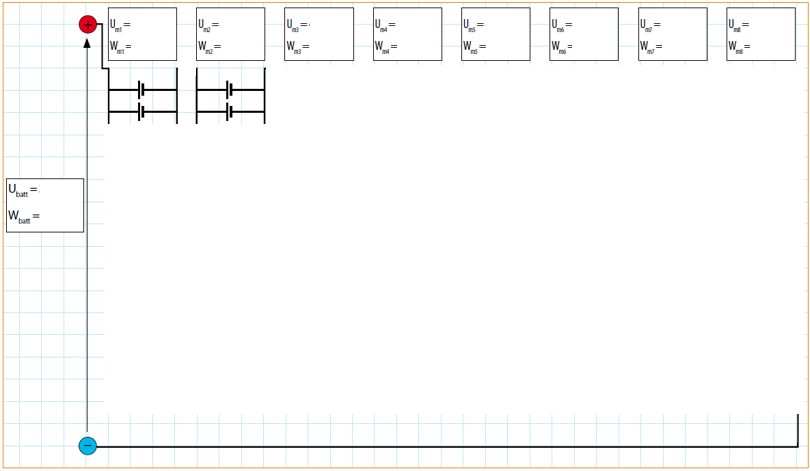 +
Um1=
Wm1=
Um2=
Wm2=
Um3=
Wm3=
Um4=
Wm4=
Um5=
Wm5=
Um6=
Wm6=
Um7=
Wm7=
Um8=
Wm8=
Ubatt=
Wbatt=
−